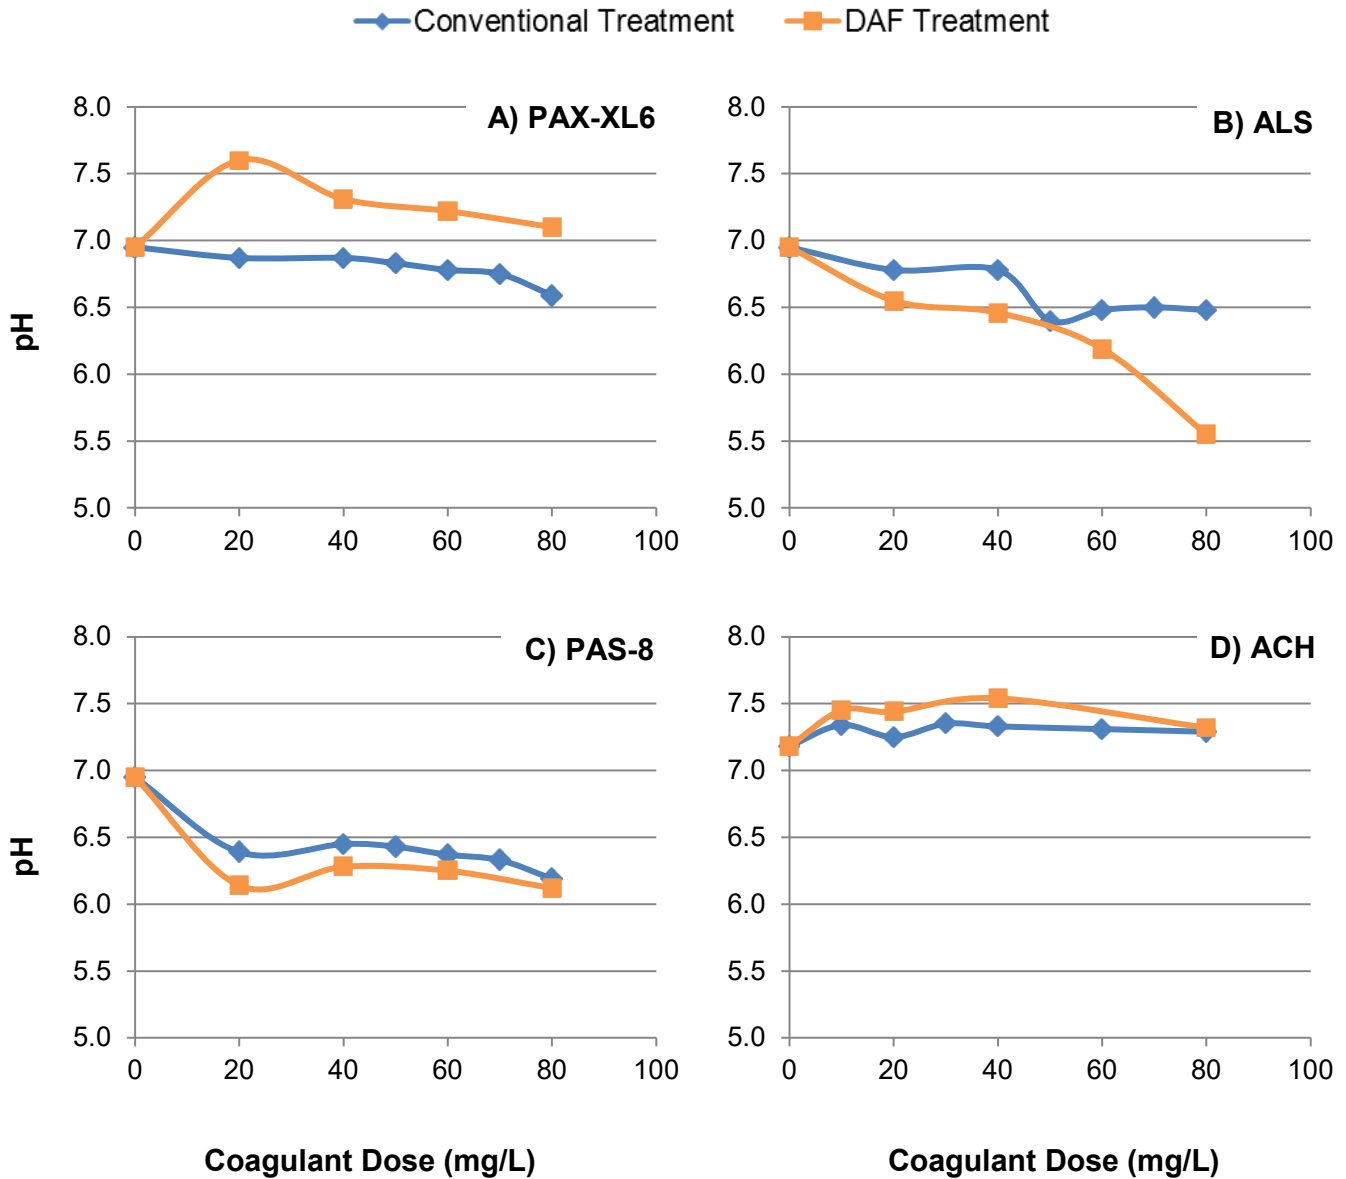 Conventional Treatment DAF Treatment
A) PAX-XL6
8.0
7.5
7.0
6.5
6.0
5.5
5.0
0 20 40 60 80 100
pH
B) ALS
8.0
7.5
7.0
6.5
6.0
5.5
5.0
0 20 40 60 80 100
C) PAS-8
8.0
7.5
7.0
6.5
6.0
5.5
5.0
0 20 40 60 80 100
pH
Coagulant Dose (mg/L)
D) ACH
8.0
7.5
7.0
6.5
6.0
5.5
5.0
0 20 40 60 80 100
Coagulant Dose (mg/L)